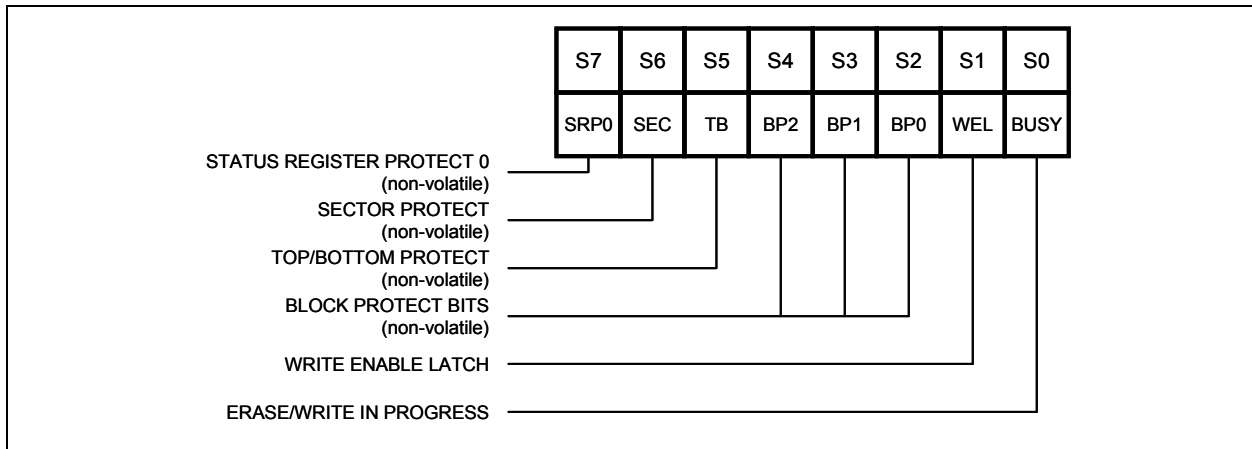 S7 S6 S5 S4 S3 S2 S1 S0
SRP0 SEC TB BP2 BP1 BP0 WEL BUSY
STATUS REGISTER PROTECT 0
(non-volatile)
SECTOR PROTECT
(non-volatile)
TOP/BOTTOM PROTECT
(non-volatile)
BLOCK PROTECT BITS
(non-volatile)
WRITE ENABLE LATCH
ERASE/WRITE IN PROGRESS